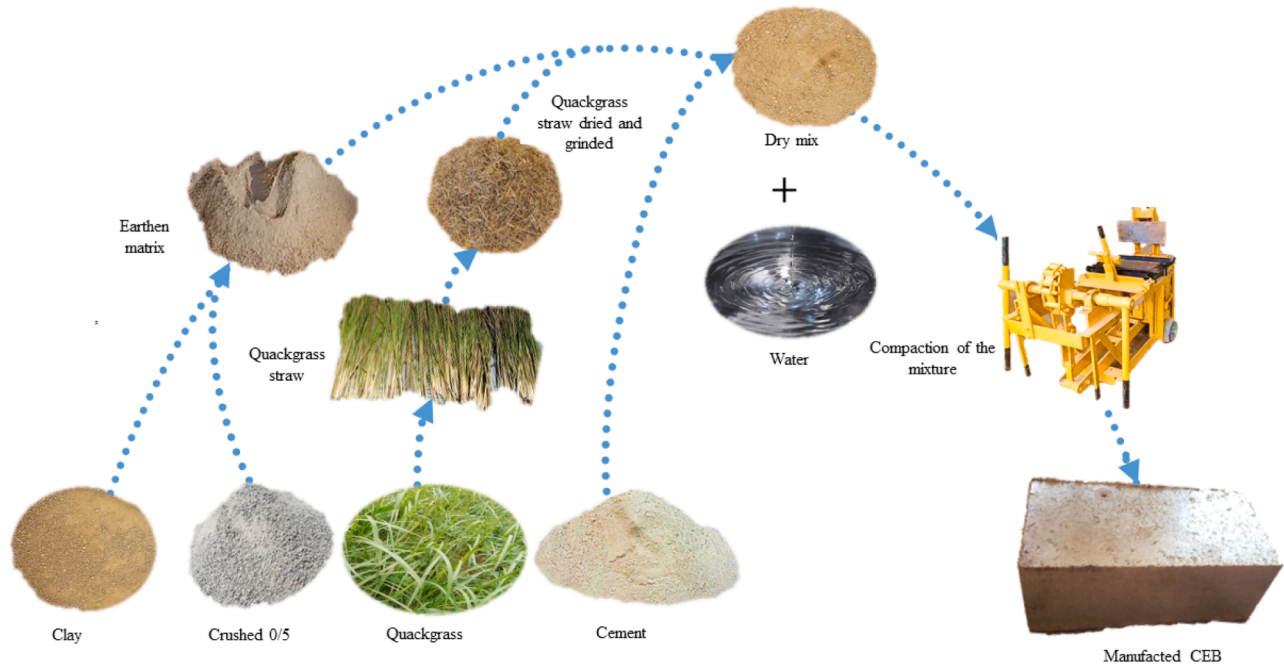 Quackgrass
straw dried and
grinded
Dry mix
+
Earthen
matrix
Quackgrass
straw
Water
Compaction of the
mixture
Clay
Crushed 0/5
Quackgrass
Cement
Manufacted CEB